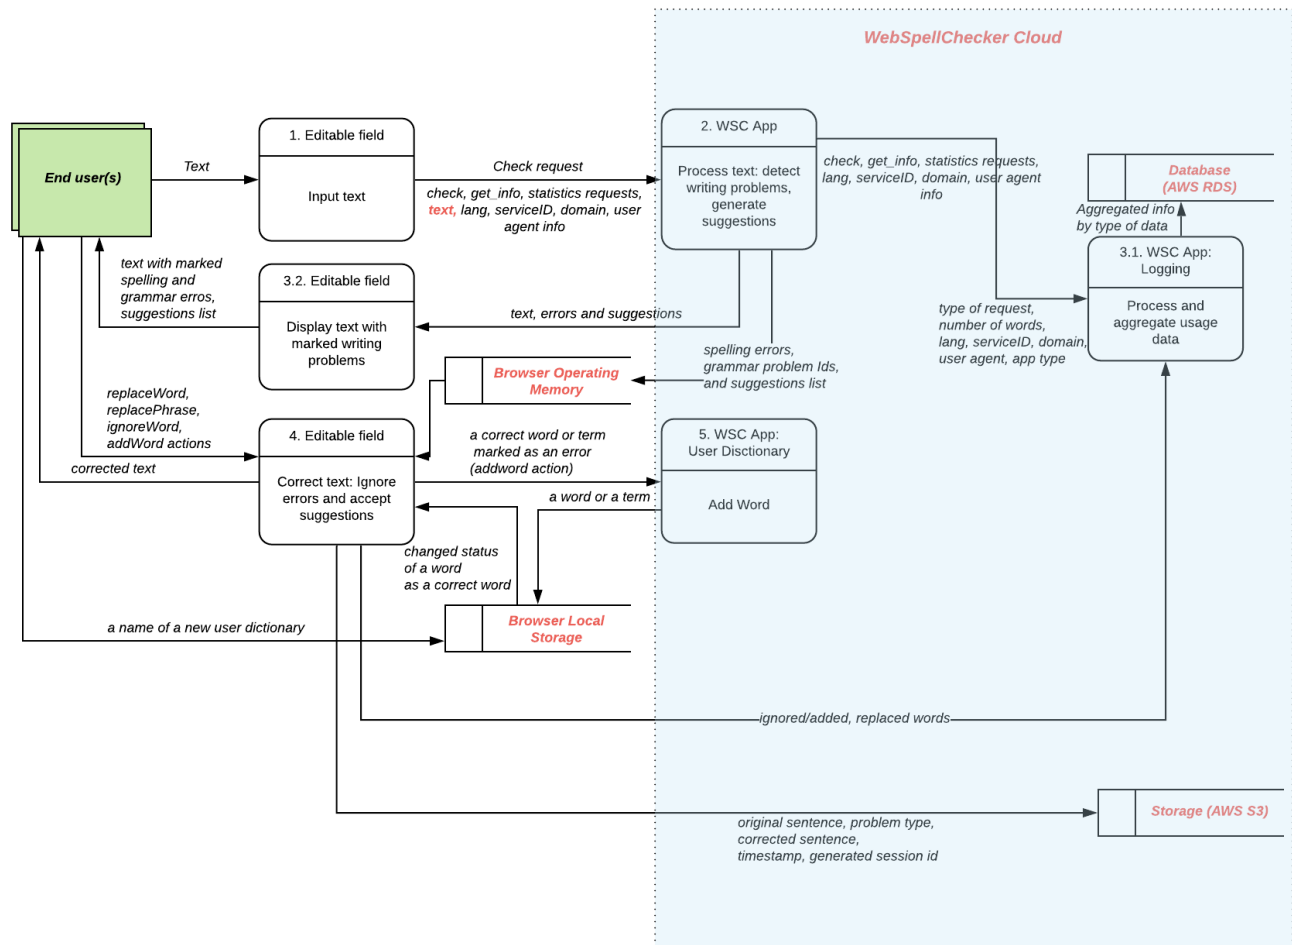 WebSpellChecker Cloud
End user(s)
Text
1. Editable field
Input text
Check request
check, get_info, statistics requests,
text, lang, serviceID, domain, user
agent info
2. WSC App
Process text: detect
writing problems,
generate
suggestions
check, get_info, statistics requests,
lang, serviceID, domain, user agent
info
Database
(AWS RDS)
Aggregated info
by type of data
3.1. WSC App:
Logging
Process and
aggregate usage
data
type of request,
number of words,
lang, serviceID, domain,
user agent, app type
text with marked
spelling and
grammar erros,
suggestions list
3.2. Editable field
Display text with
marked writing
problems
text, errors and suggestions
spelling errors,
grammar problem Ids,
and suggestions list
Browser Operating
Memory
replaceWord,
replacePhrase,
ignoreWord,
addWord actions
corrected text
4. Editable field
Correct text: Ignore
errors and accept
suggestions
a correct word or term
marked as an error
(addword action)
5. WSC App:
User Disctionary
Add Word
a word or a term
changed status
of a word
as a correct word
Browser Local
Storage
a name of a new user dictionary
ignored/added, replaced words
Storage (AWS S3)
original sentence, problem type,
corrected sentence,
timestamp, generated session id